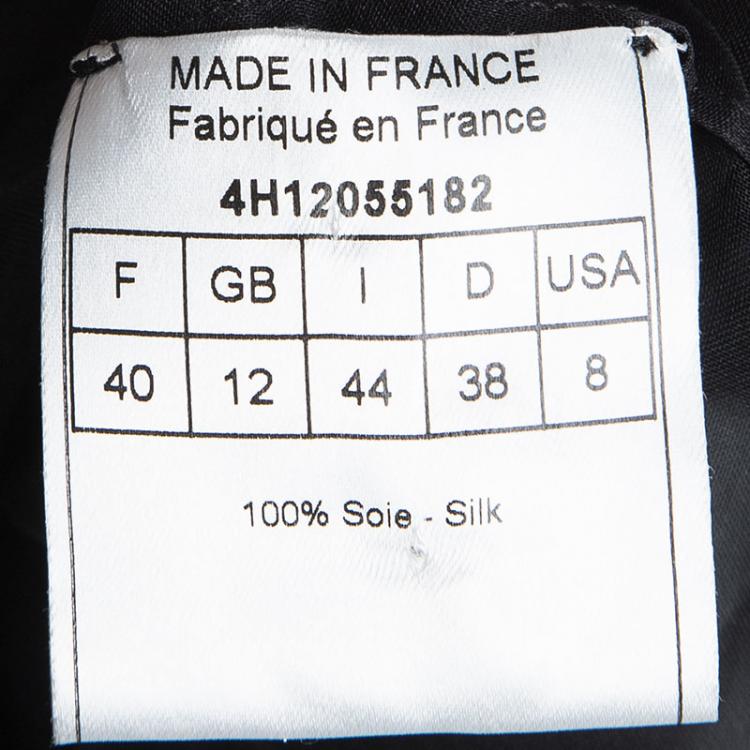 MADE IN FRANCE
Fabriqué en France
4H12055182
F GB I D USA
40 12 44 38 8
100% Soie - Silk